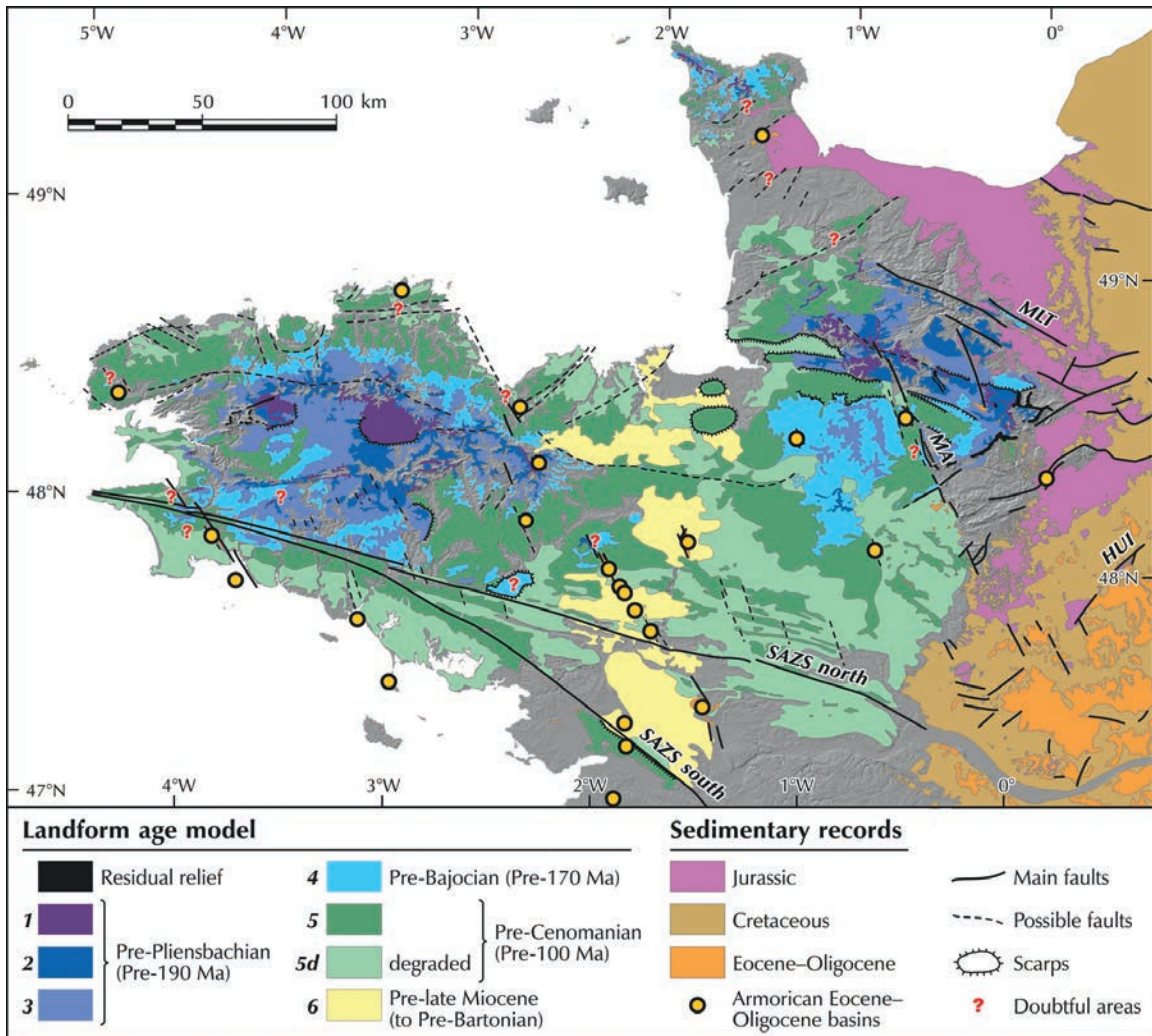 5°W 4°W 3°W 2°W 1°W 0°
0 50 100 km
?
?
49°N
?
49°N
?
MLT
?
?
?
MA
?
48°N
?
?
?
?
?
HUI
48°N
SAZS north
SAZS south
47°N
4°W 3°W 2°W 1°W 0°
Landform age model
Residual relief
1
2
3
Pre-Pliensbachian
(Pre-190 Ma)
4 Pre-Bajocian (Pre-170 Ma)
5
5d degraded
Pre-Cenomanian
(Pre-100 Ma)
6 Pre-late Miocene
(to Pre-Bartonian)
Sedimentary records
Jurassic
Cretaceous
Eocene–Oligocene
Armorican Eocene–
Oligocene basins
Main faults
Possible faults
Scarps
? Doubtful areas